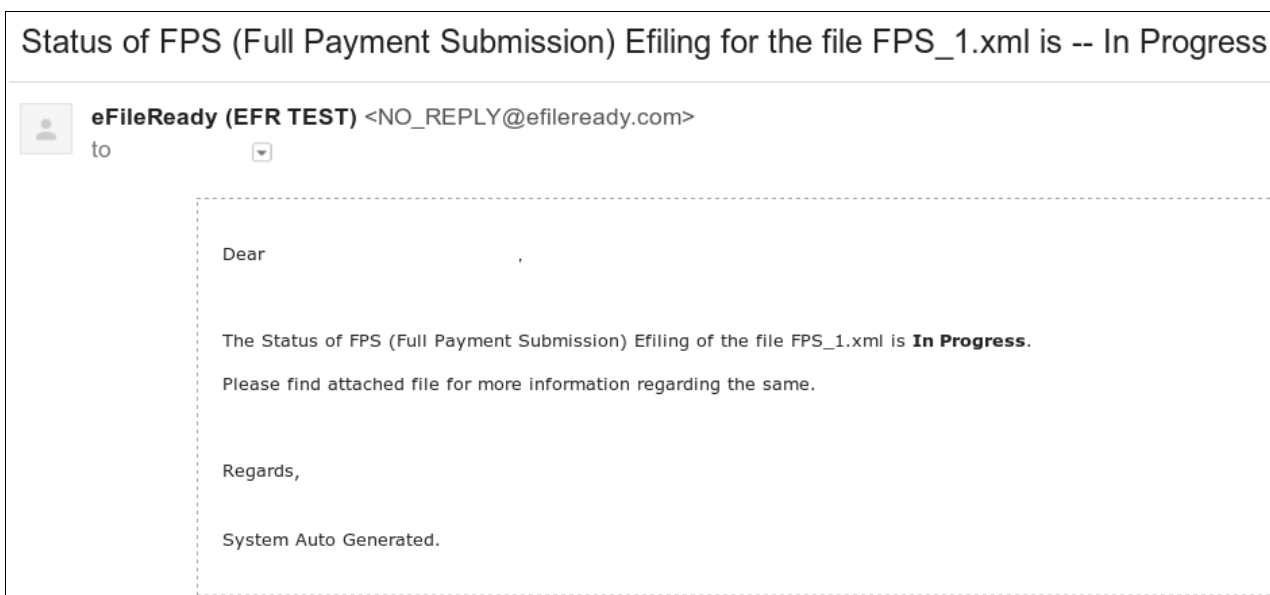 Status of FPS (Full Payment Submission) Efiling for the file FPS_1.xml is -- In Progress
eFileReady (EFR TEST) <NO_REPLY@efileready.com>
to
Dear ,
The Status of FPS (Full Payment Submission) Efiling of the file FPS_1.xml is In Progress.
Please find attached file for more information regarding the same.
Regards,
System Auto Generated.